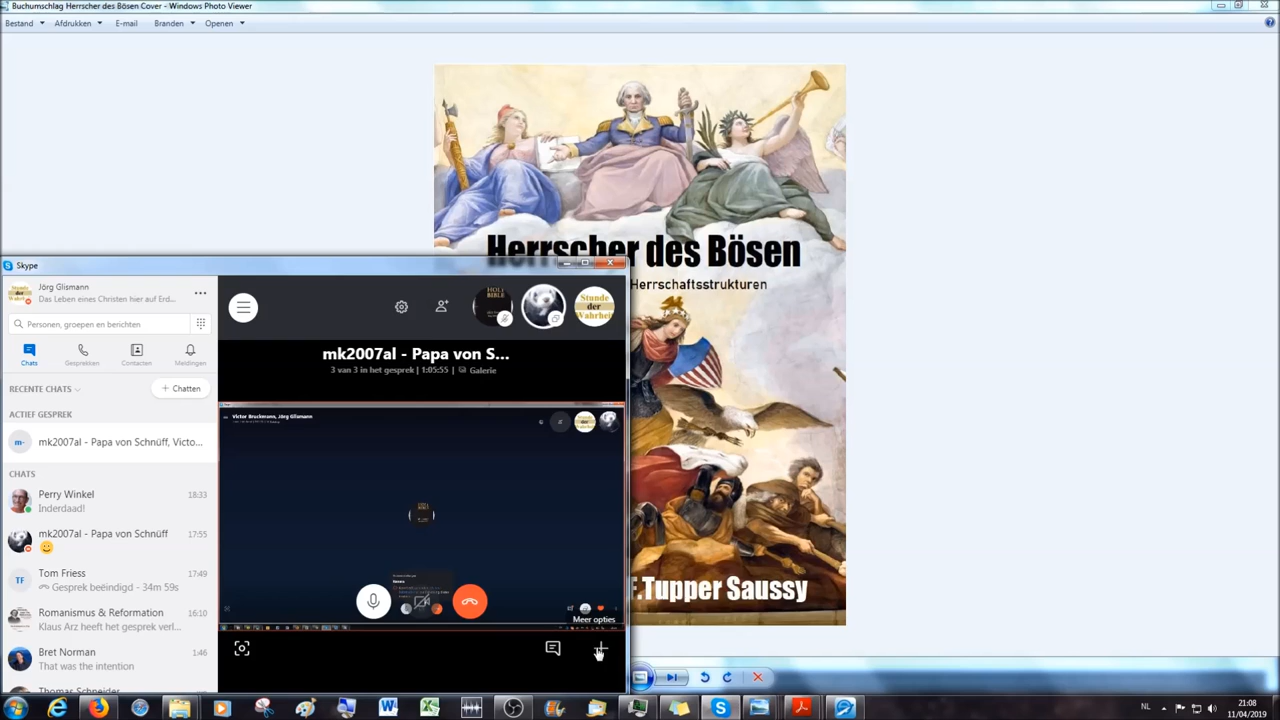 Buchumschlag Herrscher des Bösen Cover - Windows Photo Viewer
Bestand Afdrukken E-mail Branden Openen
Herrscher des Bösen
Herrschaftsstrukturen
F.Tupper Saussy
Skype
Jörg Glismann
Das Leben eines Christen hier auf Erd...
Personen, groepen en berichten
Chats Gesprekken Contacten Meldingen
RECENTE CHATS
Chatten
ACTIEF GESPREK
m-
mk2007al - Papa von Schnüff, Victo...
CHATS
Perry Winkel 18:33
Inderdaad!
mk2007al - Papa von Schnüff 17:55
TF
Tom Friess 17:49
Gesprek beëindigd - 34m 59s
Romanismus & Reformation 16:10
Klaus Arz heeft het gesprek verl...
Bret Norman 1:46
That was the intention
Thomas Schneider
HOLY
BIBLE
Stunde
der
Wahrheit
mk2007al - Papa von S...
3 van 3 in het gesprek | 1:05:55 | Galerie
Victor Bruckmann, Jörg Glismann
Meer opties
NL
21:08
11/04/2019